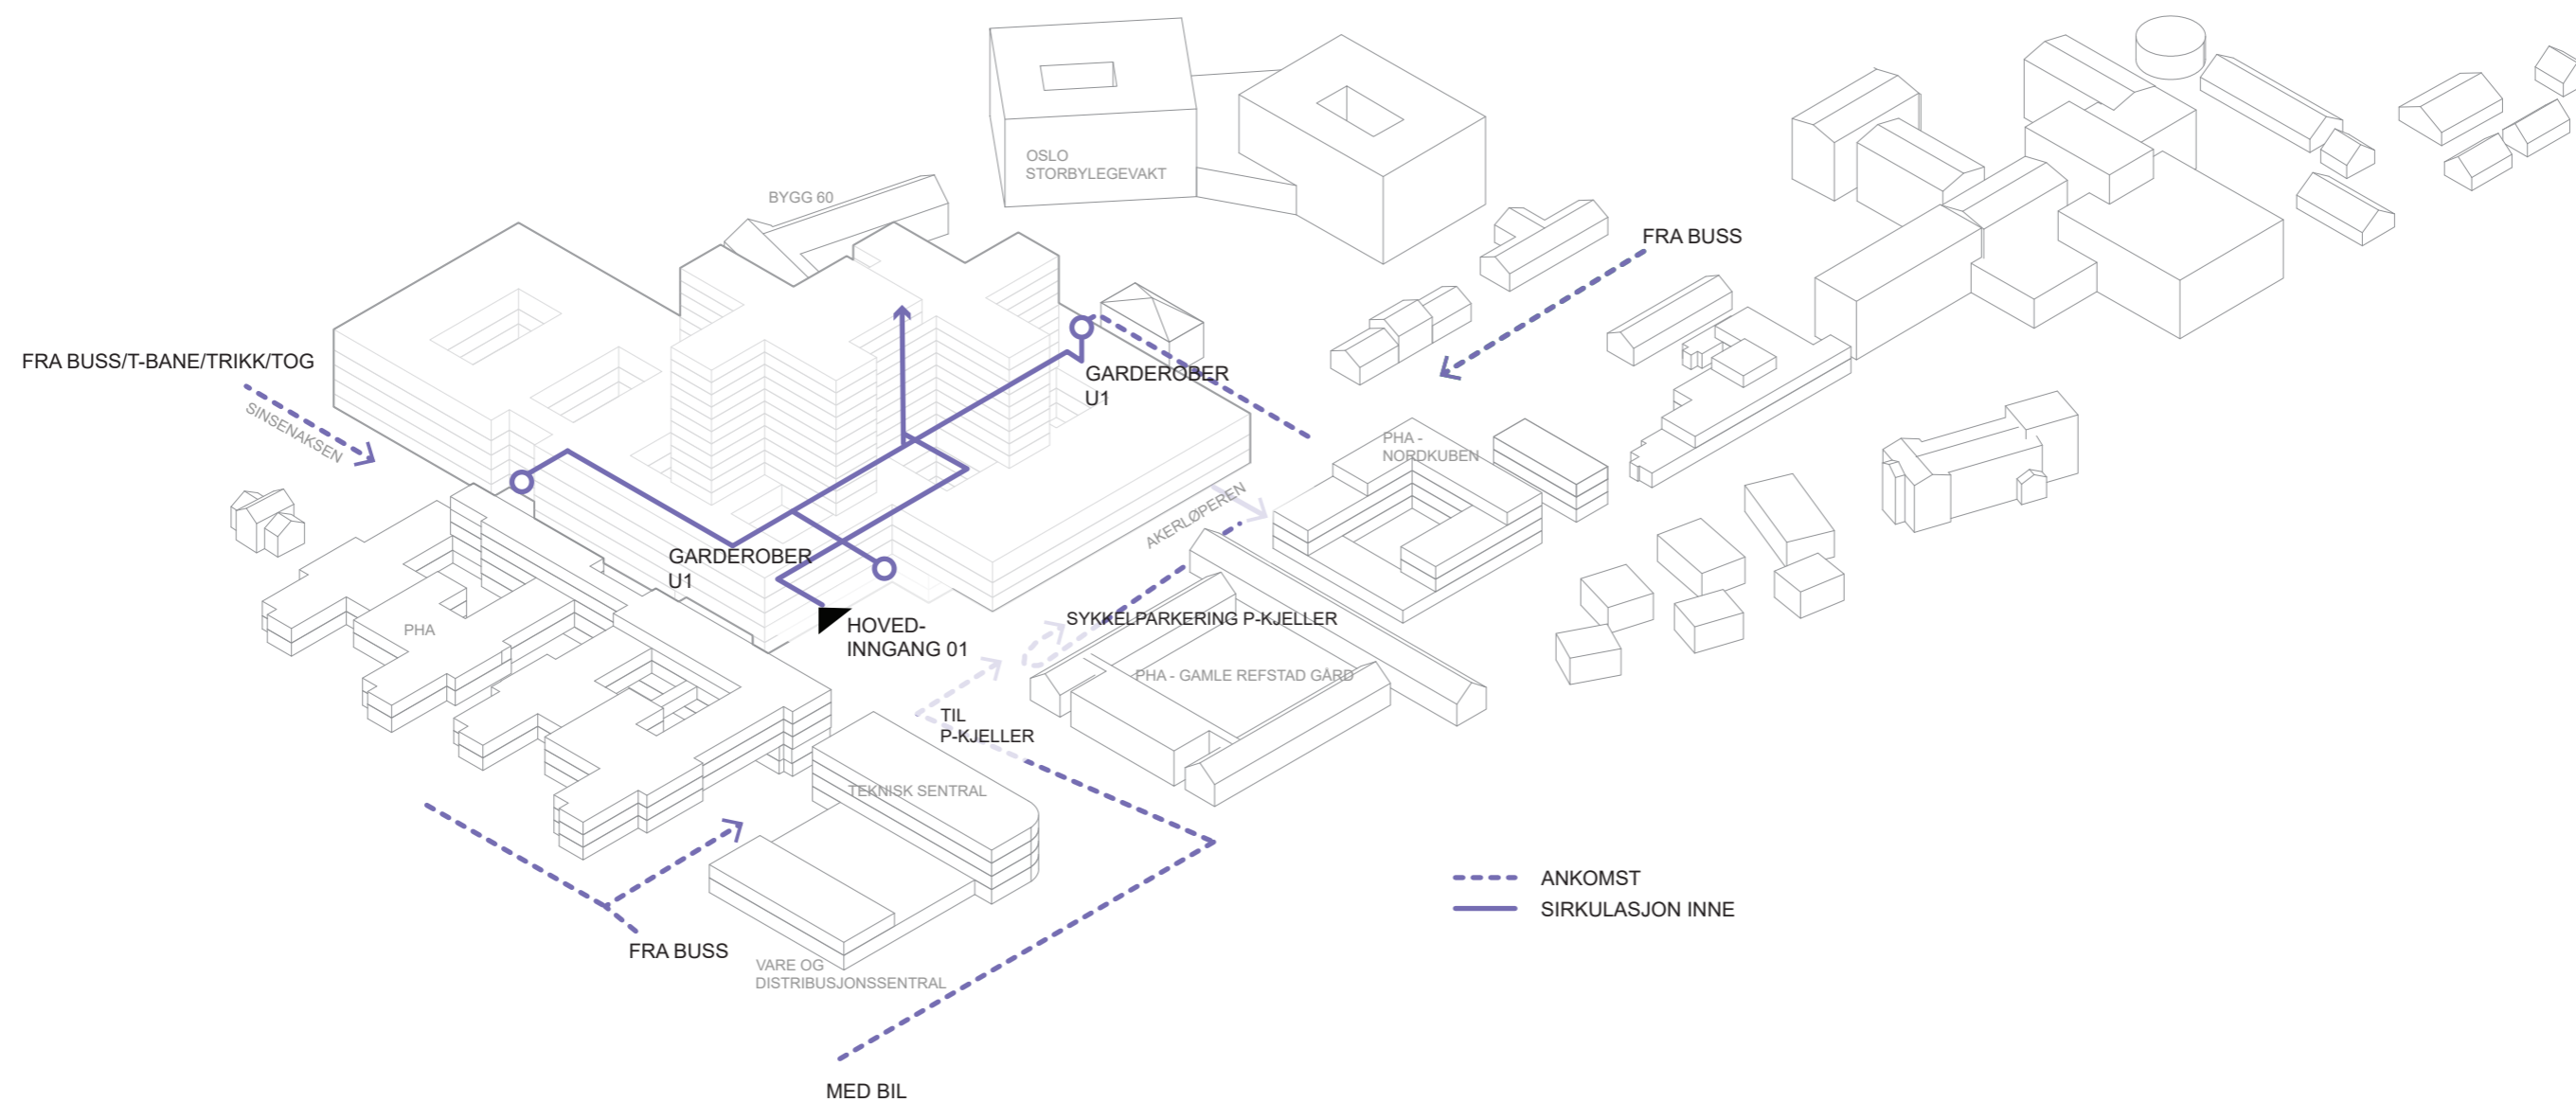 OSLO
STORBYLEGEVAKT
BYGG 60
FRA BUSS
FRA BUSS/T-BANE/TRIKK/TOG
SINSENAKSEN
GARDEROBER
U1
PHA -
NORDKUBEN
AKERLØPEREN
GARDEROBER
U1
PHA
HOVED-
INNGANG 01
SYKKELPARKERING P-KJELLER
PHA - GAMLE REFSTAD GÅRD
TIL
P-KJELLER
TEKNISK SENTRAL
ANKOMST
SIRKULASJON INNE
FRA BUSS
VARE OG
DISTRIBUSJONSSENTRAL
MED BIL